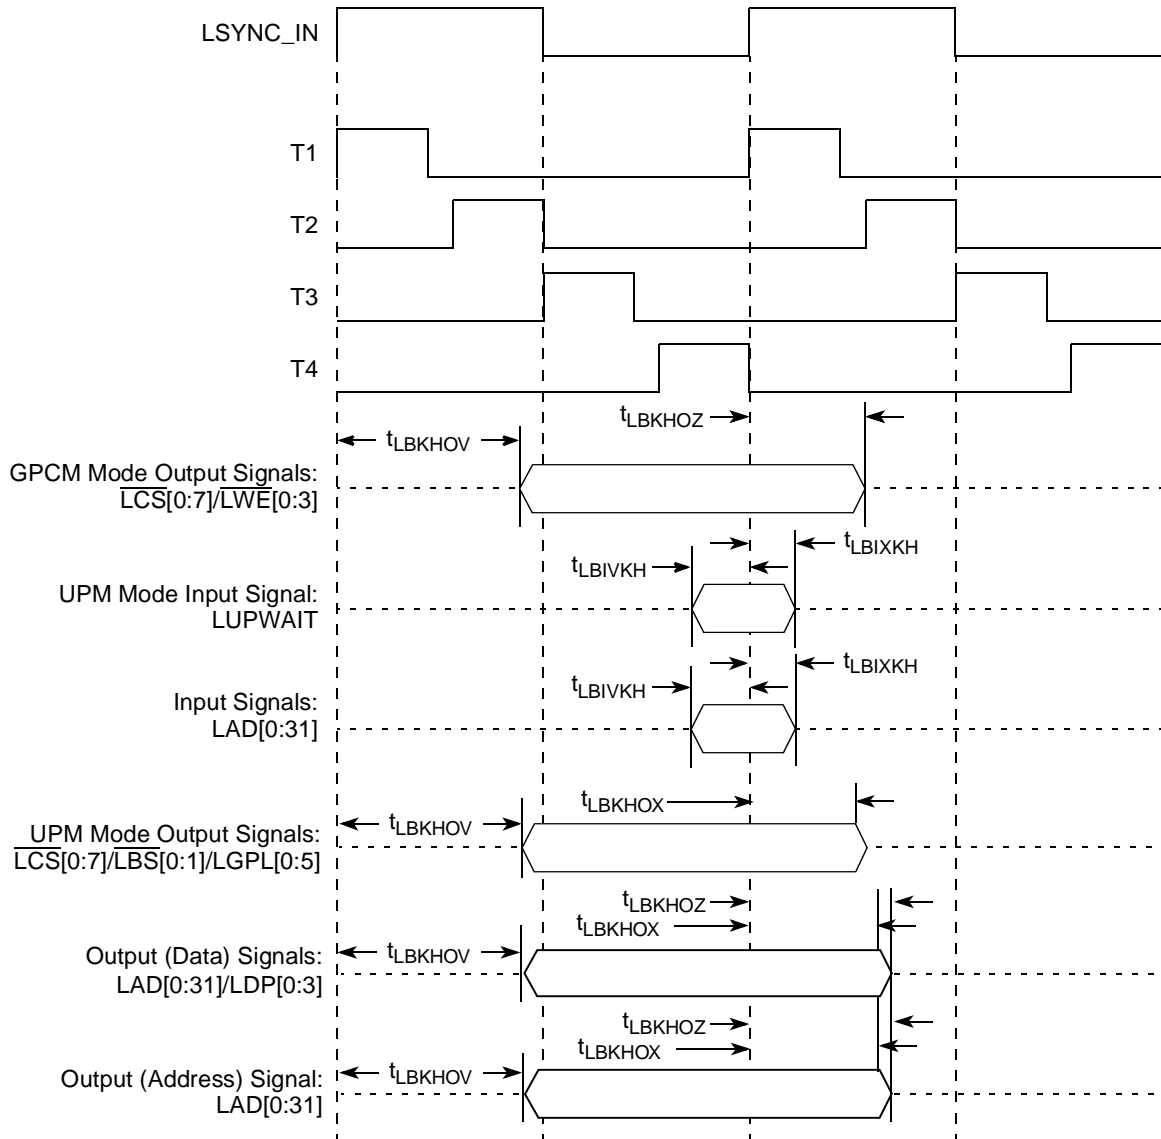 LSYNC_IN
T1
T2
T3
T4
tLBKHOZ
tLBKHOV
GPCM Mode Output Signals:
LCS[0:7]/LWE[0:3]
tLBIXKH
tLBIVKH
UPM Mode Input Signal:
LUPWAIT
tLBIXKH
tLBIVKH
Input Signals:
LAD[0:31]
tLBKHOX
tLBKHOV
UPM Mode Output Signals:
LCS[0:7]/LBS[0:1]/LGPL[0:5]
tLBKHOZ
tLBKHOX
tLBKHOV
Output (Data) Signals:
LAD[0:31]/LDP[0:3]
tLBKHOZ
tLBKHOX
tLBKHOV
Output (Address) Signal:
LAD[0:31]